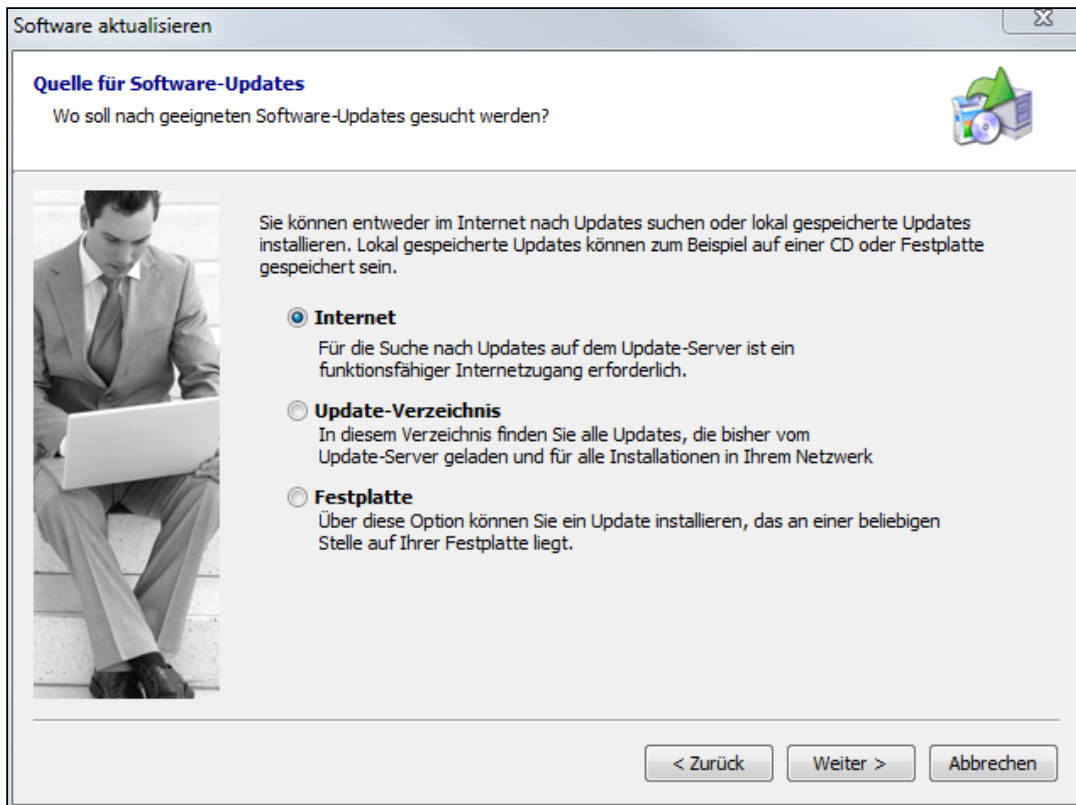 Software aktualisieren
Quelle für Software-Updates
Wo soll nach geeigneten Software-Updates gesucht werden?
Sie können entweder im Internet nach Updates suchen oder lokal gespeicherte Updates
installieren. Lokal gespeicherte Updates können zum Beispiel auf einer CD oder Festplatte
gespeichert sein.
Internet
Für die Suche nach Updates auf dem Update-Server ist ein
funktionsfähiger Internetzugang erforderlich.
Update-Verzeichnis
In diesem Verzeichnis finden Sie alle Updates, die bisher vom
Update-Server geladen und für alle Installationen in Ihrem Netzwerk
Festplatte
Über diese Option können Sie ein Update installieren, das an einer beliebigen
Stelle auf Ihrer Festplatte liegt.
< Zurück
Weiter >
Abbrechen